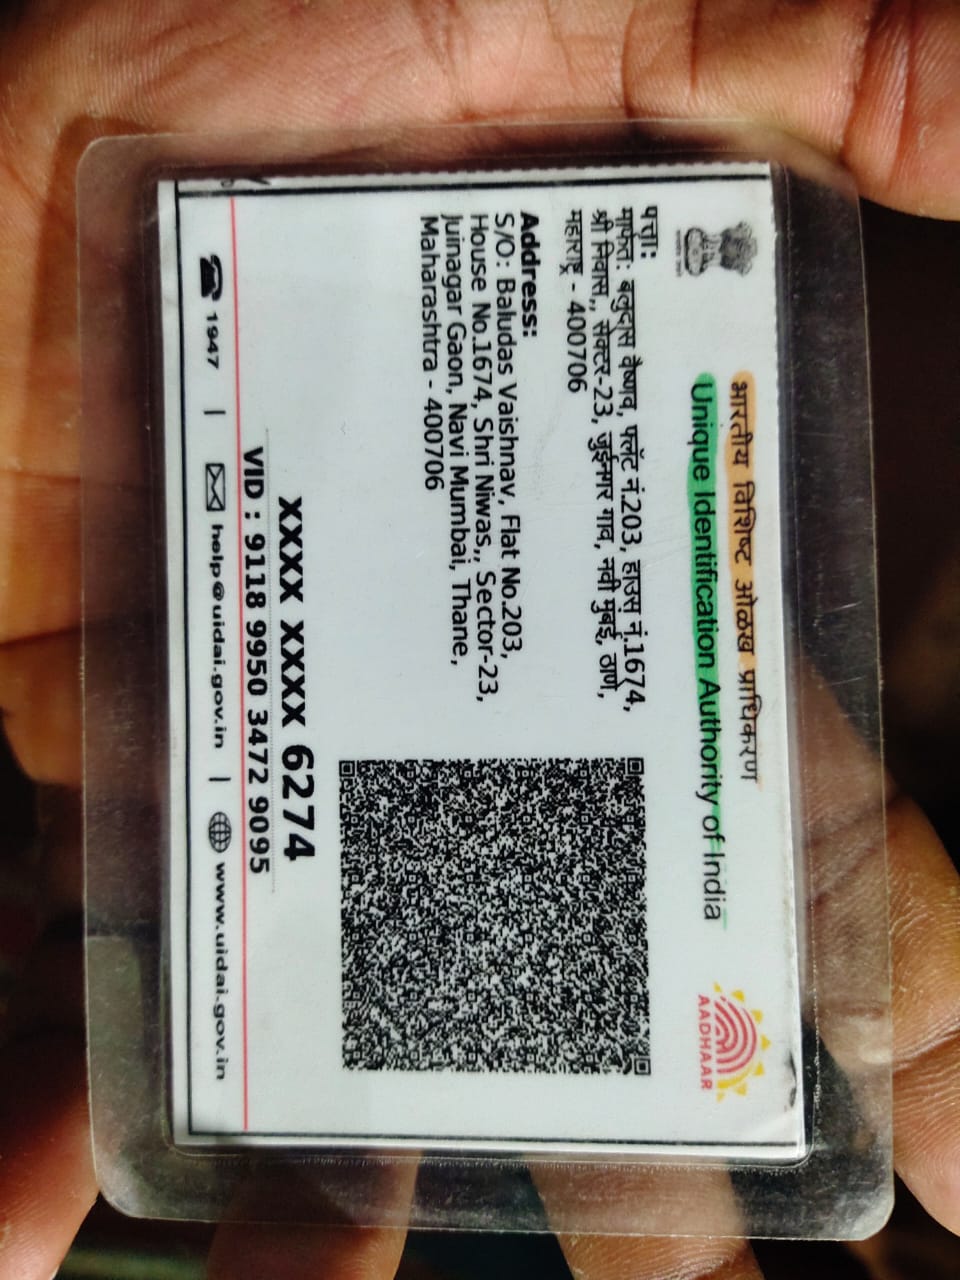 भारतीय विशिष्ट ओळख प्राधिकरण
Unique Identification Authority of India
AADHAAR
पत्ता:
मार्फत: बलुदास वैष्णव, फ्लॅट नं.203, हाउस नं.1674,
श्री निवास,, सेक्टर-23, जुईनगर गाव, नवी मुंबई, ठाणे,
महाराष्ट्र - 400706
Address:
S/O: Baludas Vaishnav, Flat No.203,
House No.1674, Shri Niwas,, Sector-23,
Juinagar Gaon, Navi Mumbai, Thane,
Maharashtra - 400706
XXXX XXXX 6274
VID : 9118 9950 3472 9095
1947 | help@uidai.gov.in | www.uidai.gov.in